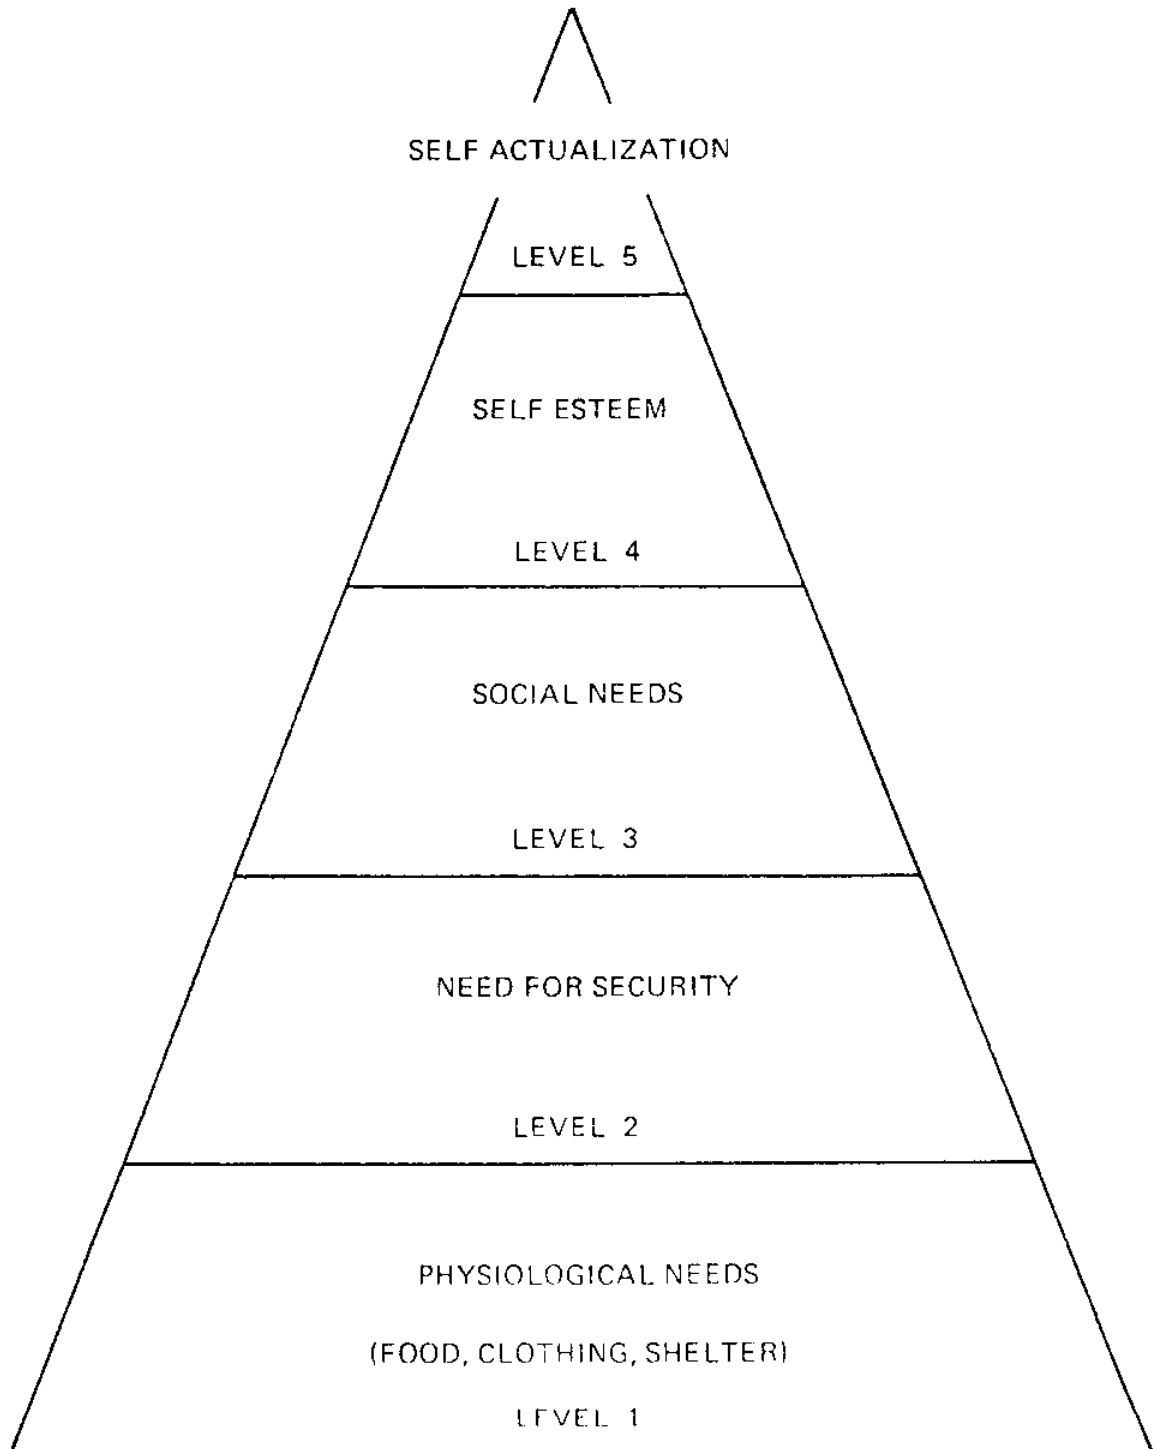 SELF ACTUALIZATION
LEVEL 5
SELF ESTEEM
LEVEL 4
SOCIAL NEEDS
LEVEL 3
NEED FOR SECURITY
LEVEL 2
PHYSIOLOGICAL NEEDS
(FOOD, CLOTHING, SHELTER)
LEVEL 1